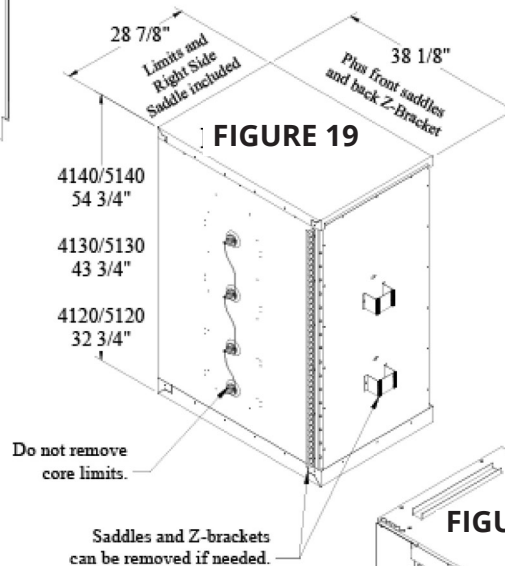 28 7/8"
Limits and
Right Side
Saddle included
38 1/8"
Plus front saddles
and back Z-Bracket
FIGURE 19
4140/5140
54 3/4"
4130/5130
43 3/4"
4120/5120
32 3/4"
Do not remove
core limits.
Saddles and Z-brackets
can be removed if needed.
FIGU